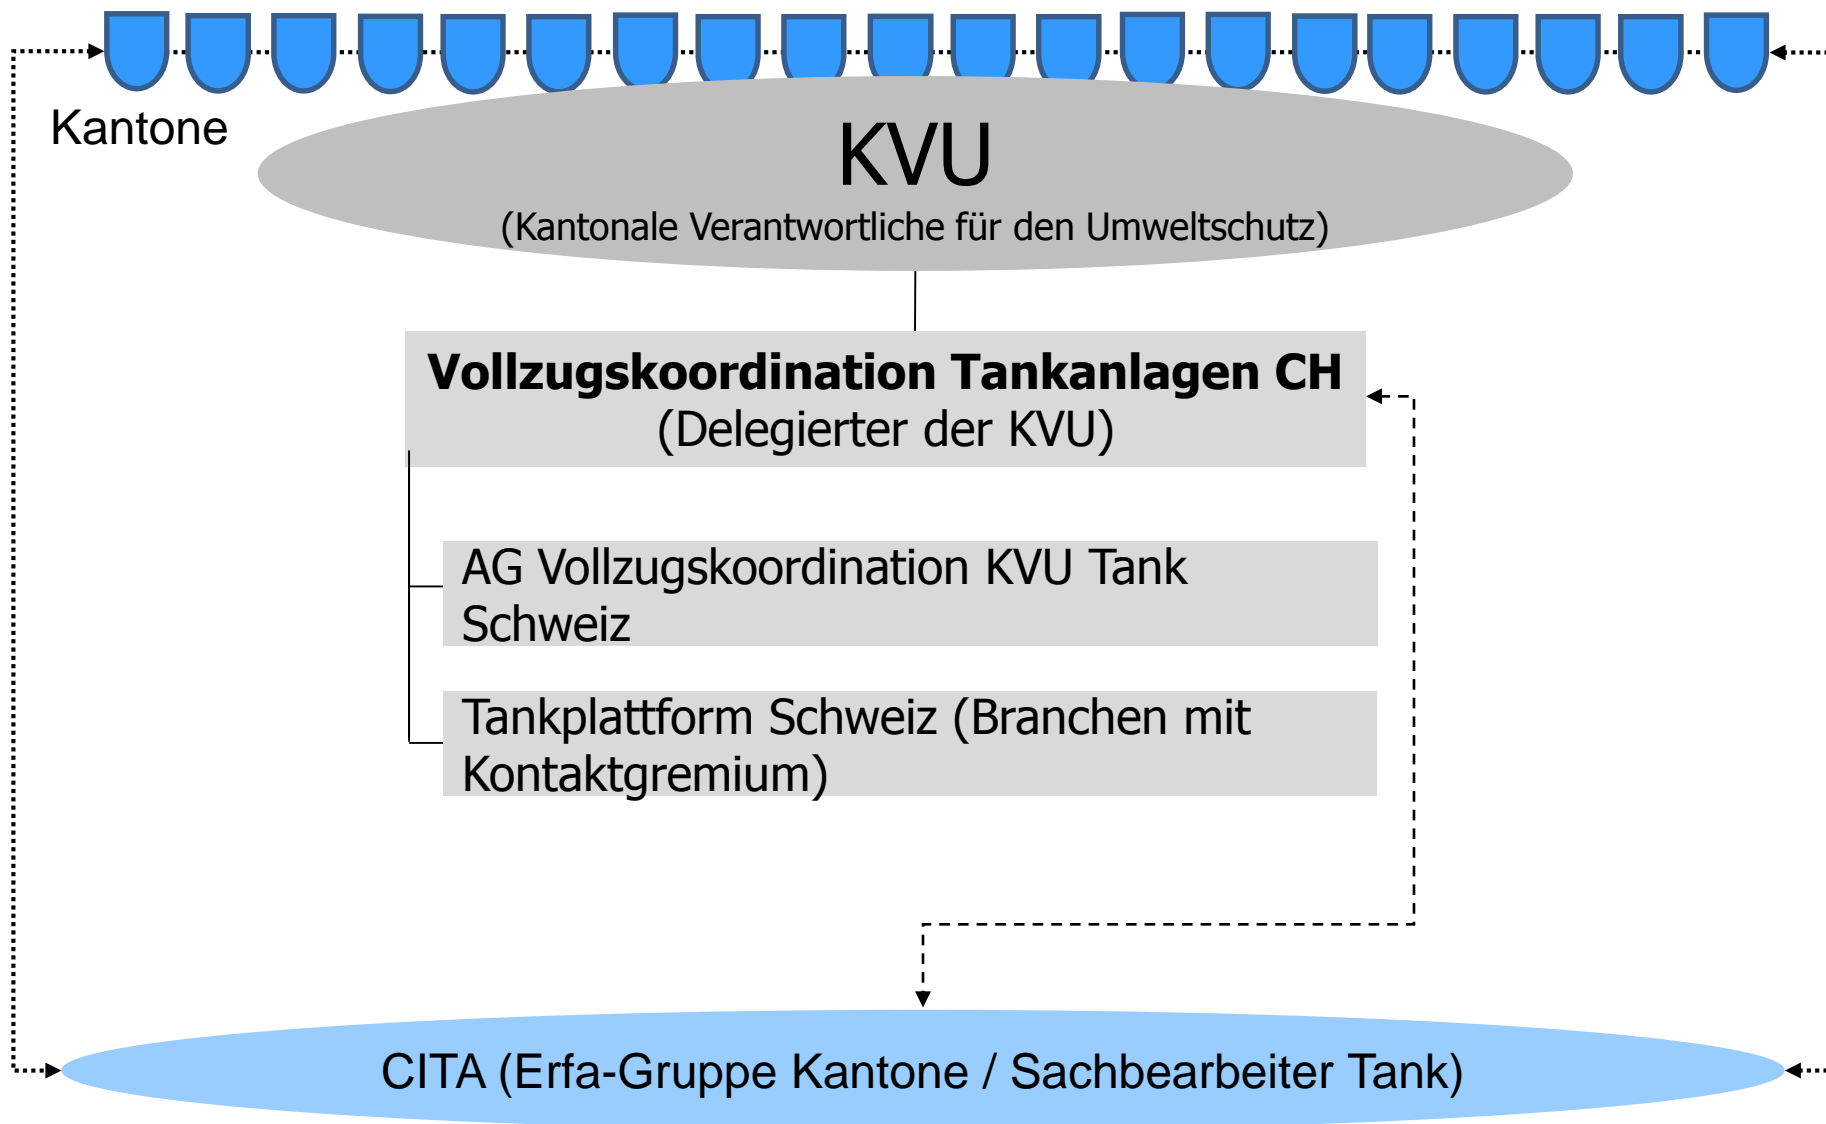 Kantone
KVU
(Kantonale Verantwortliche für den Umweltschutz)
Vollzugskoordination Tankanlagen CH
(Delegierter der KVU)
AG Vollzugskoordination KVU Tank
Schweiz
Tankplattform Schweiz (Branchen mit
Kontaktgremium)
CITA (Erfa-Gruppe Kantone / Sachbearbeiter Tank)